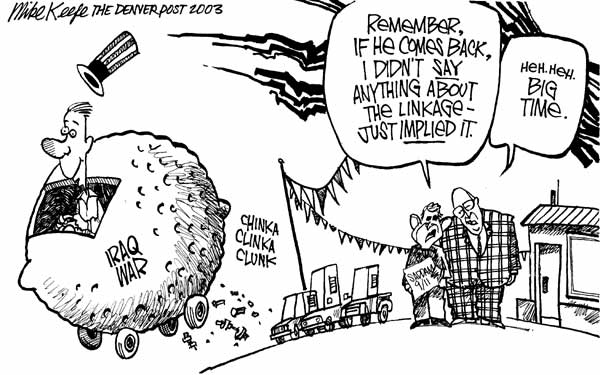 Mike Keefe THE DENVER POST 2003
REMEMBER,
IF HE COMES BACK,
I DIDN'T SAY
ANYTHING ABOUT
THE LINKAGE-
JUST IMPLIED IT.
HEH. HEH.
BIG
TIME.
IRAQ
WAR
CHINKA
CLINKA
CLUNK
SADDAM
9/11